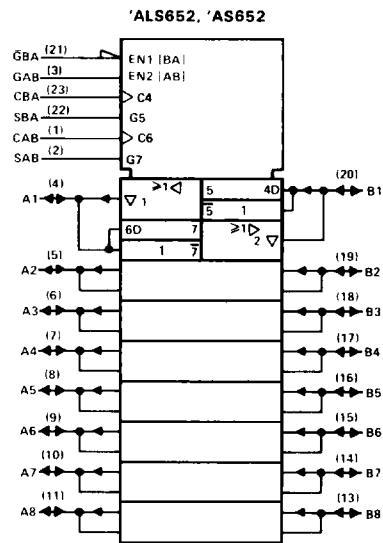 'ALS652, 'AS652
G̅BA (21) EN1 [BA]
GAB (3) EN2 [AB]
CBA (23) C4
SBA (22) G5
CAB (1) C6
SAB (2) G7
A1 (4) ≥1 ▽1 5 4D (20) B1
5̅ 1
6D 7 ≥1 2▽
1 7̅
A2 (5) (19) B2
A3 (6) (18) B3
A4 (7) (17) B4
A5 (8) (16) B5
A6 (9) (15) B6
A7 (10) (14) B7
A8 (11) (13) B8